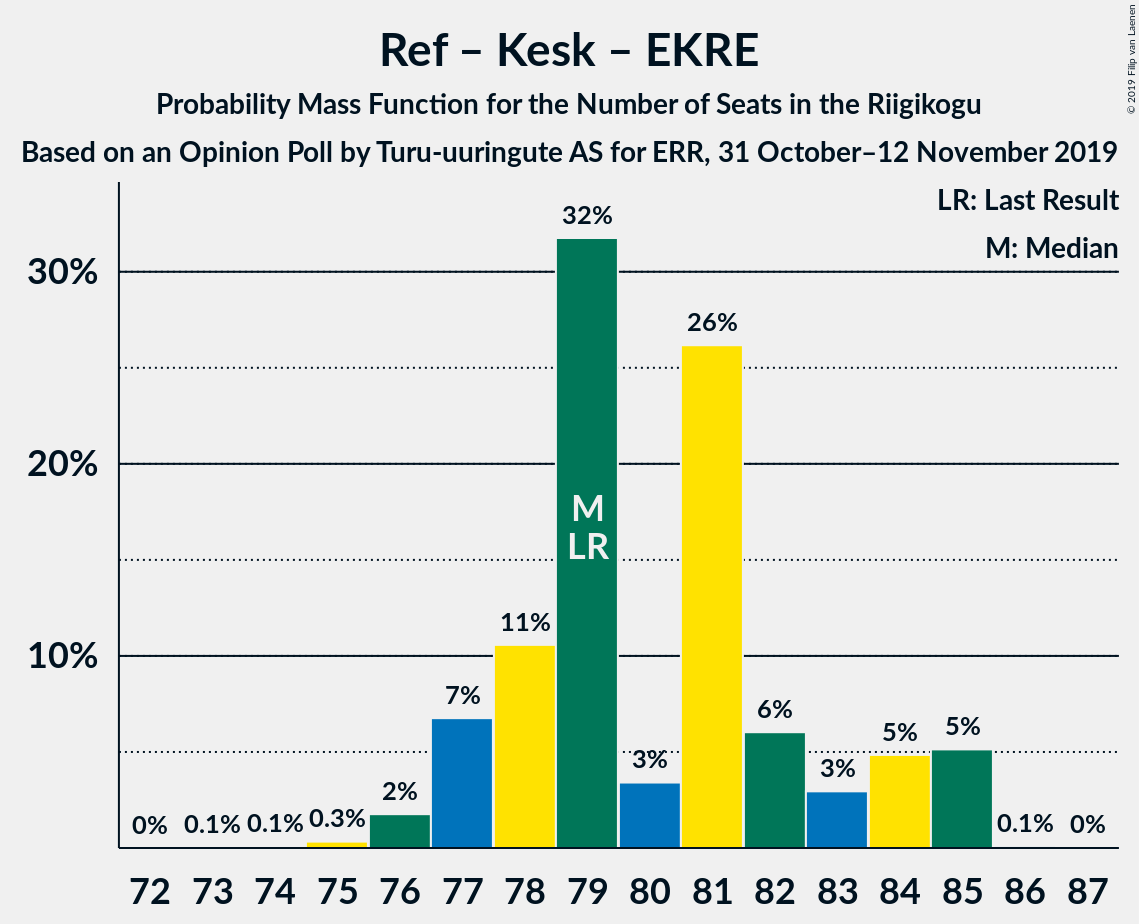 Ref – Kesk – EKRE
Probability Mass Function for the Number of Seats in the Riigikogu
Based on an Opinion Poll by Turu-uuringute AS for ERR, 31 October–12 November 2019
© 2019 Filip van Laenen
LR: Last Result
M: Median
30%
20%
10%
0%
0.1%
0.1%
0.3%
2%
7%
11%
32%
3%
26%
6%
3%
5%
5%
0.1%
0%
M
LR
72 73 74 75 76 77 78 79 80 81 82 83 84 85 86 87